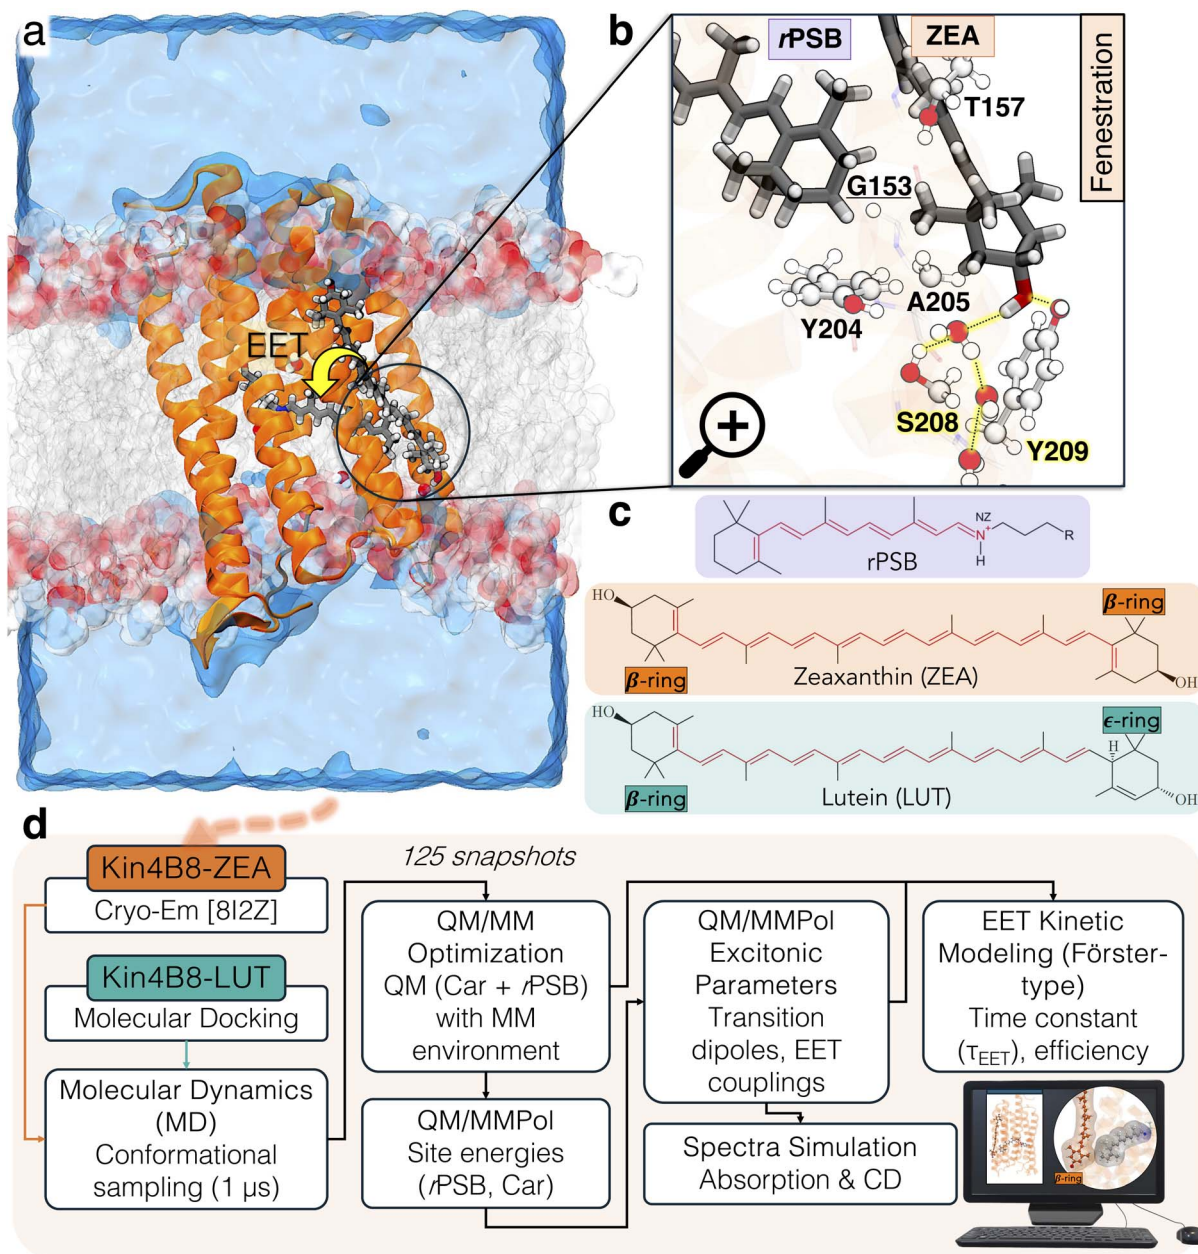 a
EET
b
rPSB
ZEA
T157
Fenestration
G153
A205
Y204
S208
Y209
c
NZ
N+
R
H
rPSB
HO
β-ring
β-ring
Zeaxanthin (ZEA)
OH
HO
ϵ-ring
H
β-ring
Lutein (LUT)
OH
d
Kin4B8-ZEA
Cryo-Em [8I2Z]
Kin4B8-LUT
Molecular Docking
Molecular Dynamics
(MD)
Conformational
sampling (1 µs)
125 snapshots
QM/MM
Optimization
QM (Car + rPSB)
with MM
environment
QM/MMPol
Site energies
(rPSB, Car)
QM/MMPol
Excitonic
Parameters
Transition
dipoles, EET
couplings
Spectra Simulation
Absorption & CD
EET Kinetic
Modeling (Förster-
type)
Time constant
(τEET), efficiency
β-ring